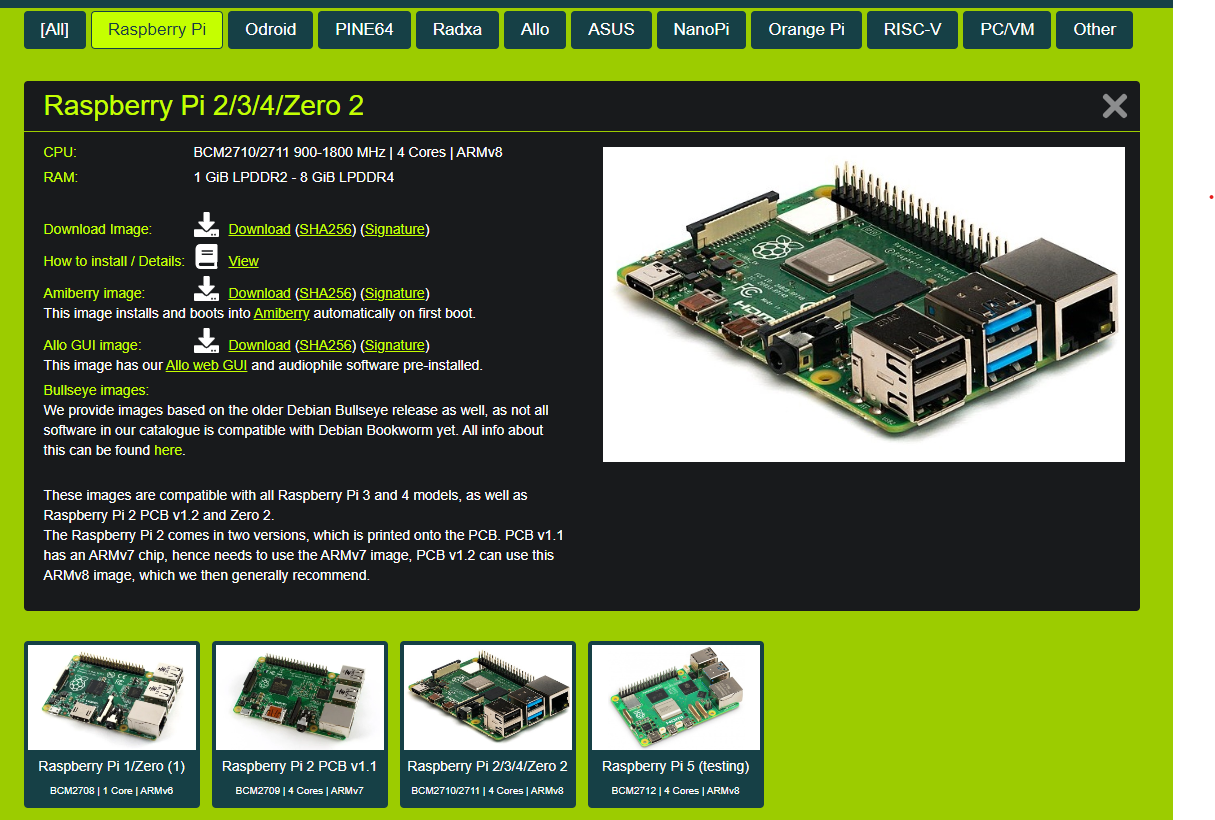 [All] Raspberry Pi Odroid PINE64 Radxa Allo ASUS NanoPi Orange Pi RISC-V PC/VM Other
Raspberry Pi 2/3/4/Zero 2
CPU: BCM2710/2711 900-1800 MHz | 4 Cores | ARMv8
RAM: 1 GiB LPDDR2 - 8 GiB LPDDR4
Download Image: Download (SHA256) (Signature)
How to install / Details: View
Amiberry image: Download (SHA256) (Signature)
This image installs and boots into Amiberry automatically on first boot.
Allo GUI image: Download (SHA256) (Signature)
This image has our Allo web GUI and audiophile software pre-installed.
Bullseye images:
We provide images based on the older Debian Bullseye release as well, as not all
software in our catalogue is compatible with Debian Bookworm yet. All info about
this can be found here.
These images are compatible with all Raspberry Pi 3 and 4 models, as well as
Raspberry Pi 2 PCB v1.2 and Zero 2.
The Raspberry Pi 2 comes in two versions, which is printed onto the PCB. PCB v1.1
has an ARMv7 chip, hence needs to use the ARMv7 image, PCB v1.2 can use this
ARMv8 image, which we then generally recommend.
FC
HDMI
Raspberry Pi 1/Zero (1)
BCM2708 | 1 Core | ARMv6
Raspberry Pi 2 PCB v1.1
BCM2709 | 4 Cores | ARMv7
Raspberry Pi 2/3/4/Zero 2
BCM2710/2711 | 4 Cores | ARMv8
Raspberry Pi 5 (testing)
BCM2712 | 4 Cores | ARMv8